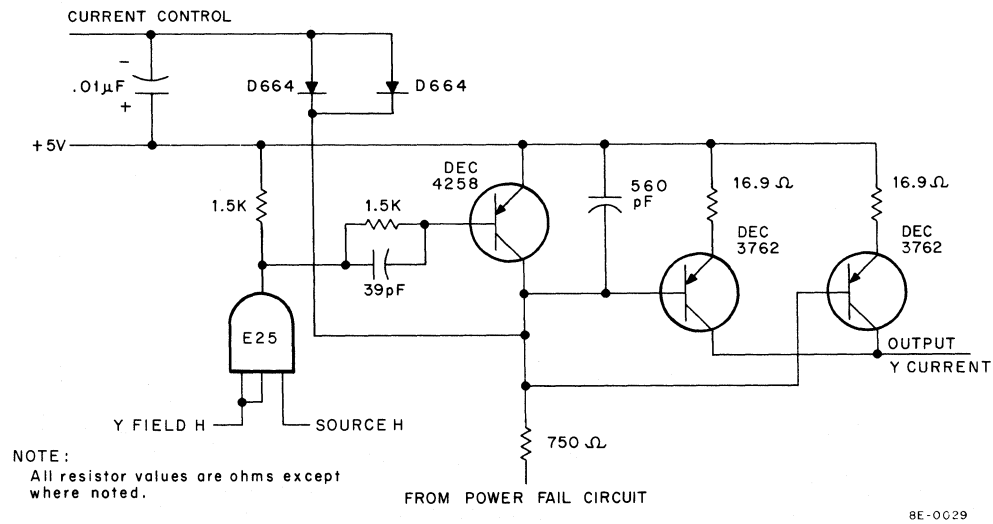 CURRENT CONTROL
−
.01µF
+
D664
D664
+5V
DEC
4258
1.5K
1.5K
39pF
560
pF
16.9 Ω
16.9 Ω
DEC
3762
DEC
3762
E25
OUTPUT
Y CURRENT
Y FIELD H
SOURCE H
750 Ω
NOTE:
All resistor values are ohms except
where noted.
FROM POWER FAIL CIRCUIT
8E-0029